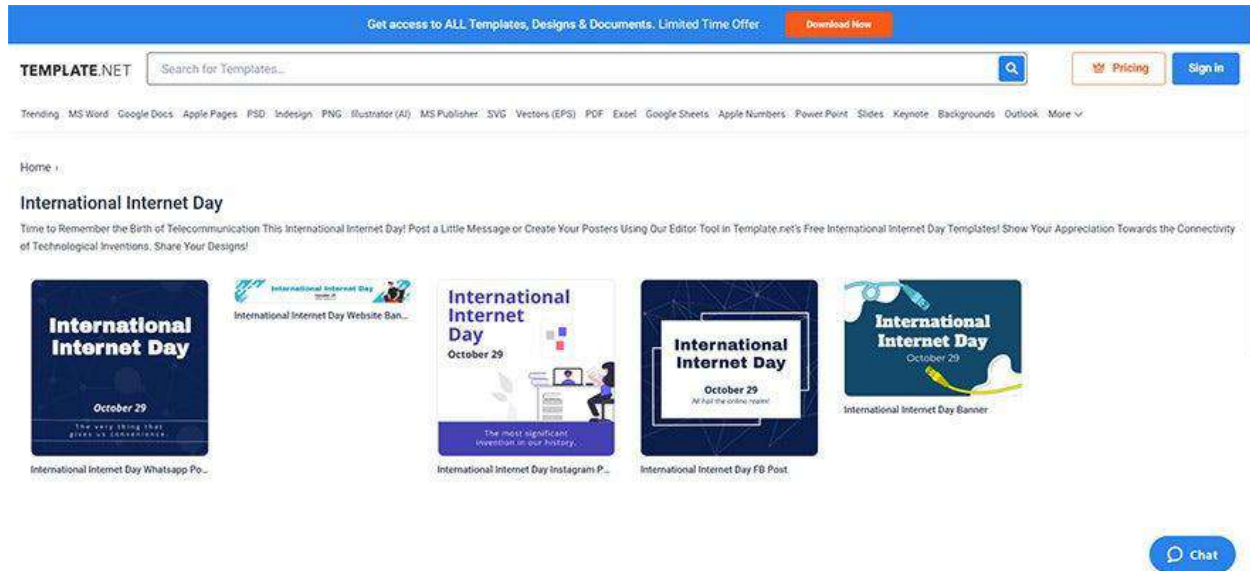 Get access to ALL Templates, Designs & Documents. Limited Time Offer
Download Now
TEMPLATE.NET
Search for Templates...
Pricing
Sign in
Trending MS Word Google Docs Apple Pages PSD Indesign PNG Illustrator (AI) MS Publisher SVG Vectors (EPS) PDF Excel Google Sheets Apple Numbers Power Point Slides Keynote Backgrounds Outlook More
Home ›
International Internet Day
Time to Remember the Birth of Telecommunication This International Internet Day! Post a Little Message or Create Your Posters Using Our Editor Tool in Template.net's Free International Internet Day Templates! Show Your Appreciation Towards the Connectivity
of Technological Inventions. Share Your Designs!
International
Internet Day
October 29
The very thing that
gives us convenience.
International Internet Day Whatsapp Po...
International Internet Day
October 29
International Internet Day Website Ban...
International
Internet
Day
October 29
The most significant
invention in our history.
International Internet Day Instagram P...
International
Internet Day
October 29
All hail the online realm!
International Internet Day FB Post
International
Internet Day
October 29
International Internet Day Banner
Chat